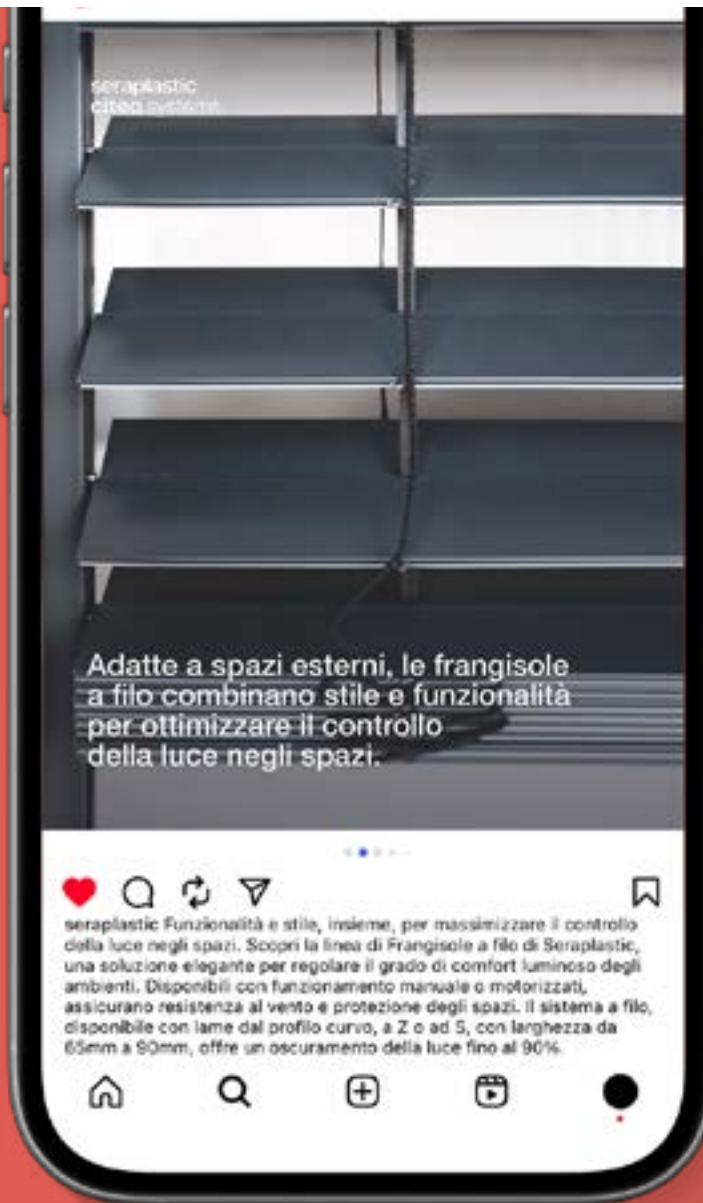 seraplastic
citea systems
Adatte a spazi esterni, le frangisole
a filo combinano stile e funzionalità
per ottimizzare il controllo
della luce negli spazi.
seraplastic Funzionalità e stile, insieme, per massimizzare il controllo
della luce negli spazi. Scopri la linea di Frangisole a filo di Seraplastic,
una soluzione elegante per regolare il grado di comfort luminoso degli
ambienti. Disponibili con funzionamento manuale o motorizzati,
assicurano resistenza al vento e protezione degli spazi. Il sistema a filo,
disponibile con lame dal profilo curvo, a Z o ad S, con larghezza da
65mm a 90mm, offre un oscuramento della luce fino al 90%.